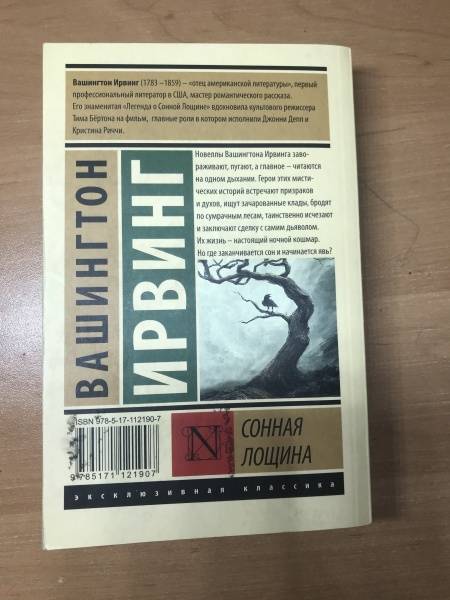 Вашингтон Ирвинг (1783 –1859) – «отец американской литературы», первый
профессиональный литератор в США, мастер романтического рассказа.
Его знаменитая «Легенда о Сонной Лощине» вдохновила культового режиссера
Тима Бёртона на фильм, главные роли в котором исполнили Джонни Депп и
Кристина Риччи.
ВАШИНГТОН
ИРВИНГ
Новеллы Вашингтона Ирвинга заво-
раживают, пугают, а главное – читаются
на одном дыхании. Герои этих мисти-
ческих историй встречают призраков
и духов, ищут зачарованные клады, бродят
по сумрачным лесам, таинственно исчезают
и заключают сделку с самим дьяволом.
Их жизнь – настоящий ночной кошмар.
Но где заканчивается сон и начинается явь?
ISBN 978-5-17-112190-7
9 785171 121907
N
СОННАЯ
ЛОЩИНА
эксклюзивная классика